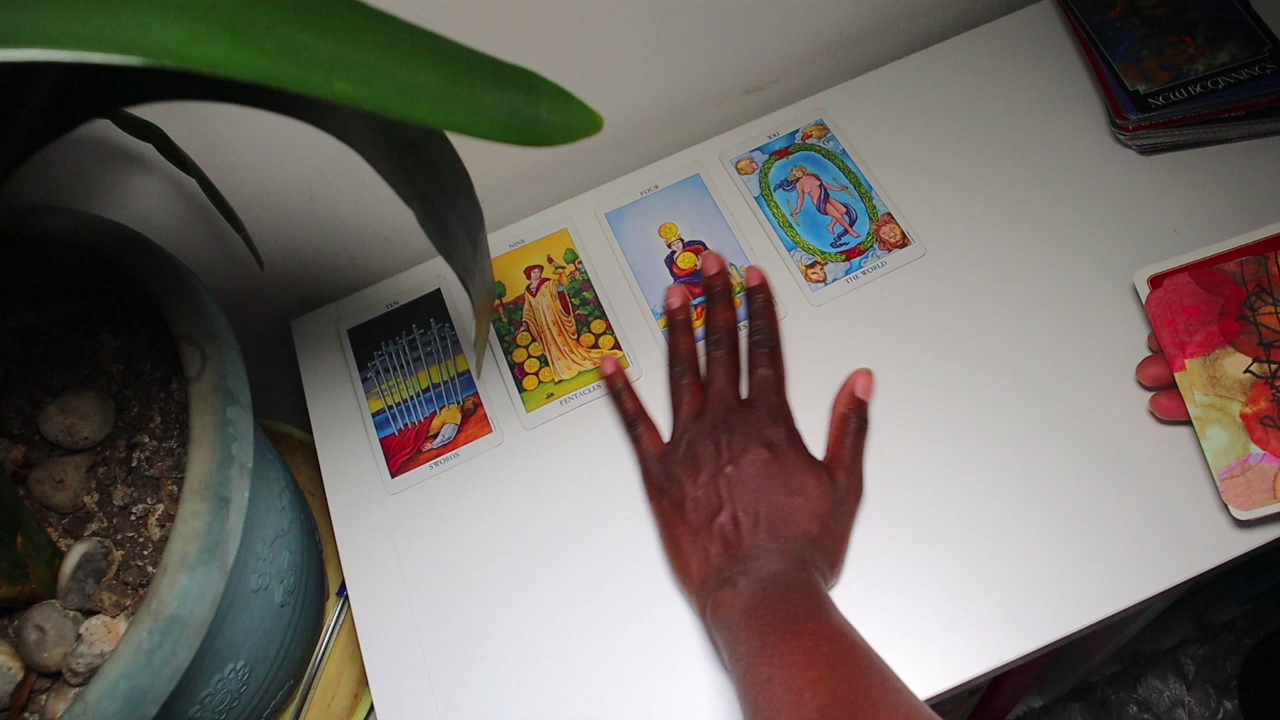 TEN
SWORDS
NINE
PENTACLES
FOUR
XXI
THE WORLD
NEW BEGINNINGS